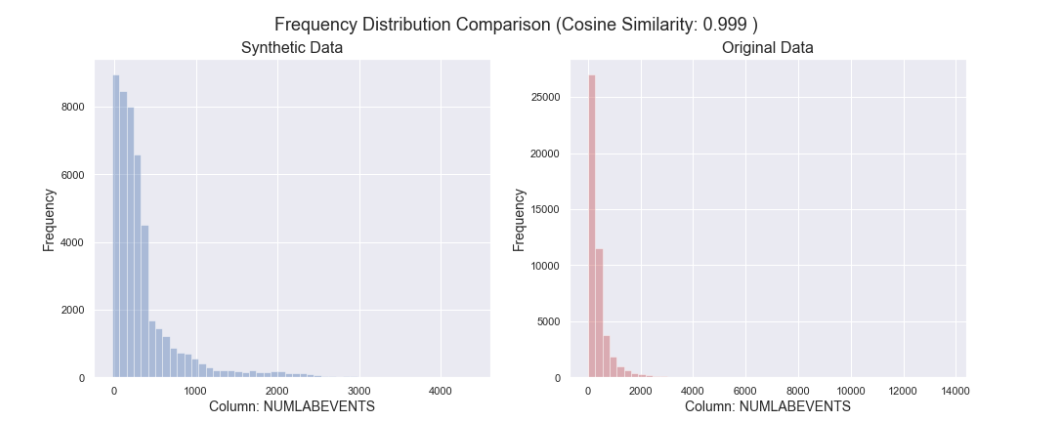 Frequency Distribution Comparison (Cosine Similarity: 0.999 )
Synthetic Data
Frequency
8000
6000
4000
2000
0
0 1000 2000 3000 4000
Column: NUMLABEVENTS
Original Data
Frequency
25000
20000
15000
10000
5000
0
0 2000 4000 6000 8000 10000 12000 14000
Column: NUMLABEVENTS